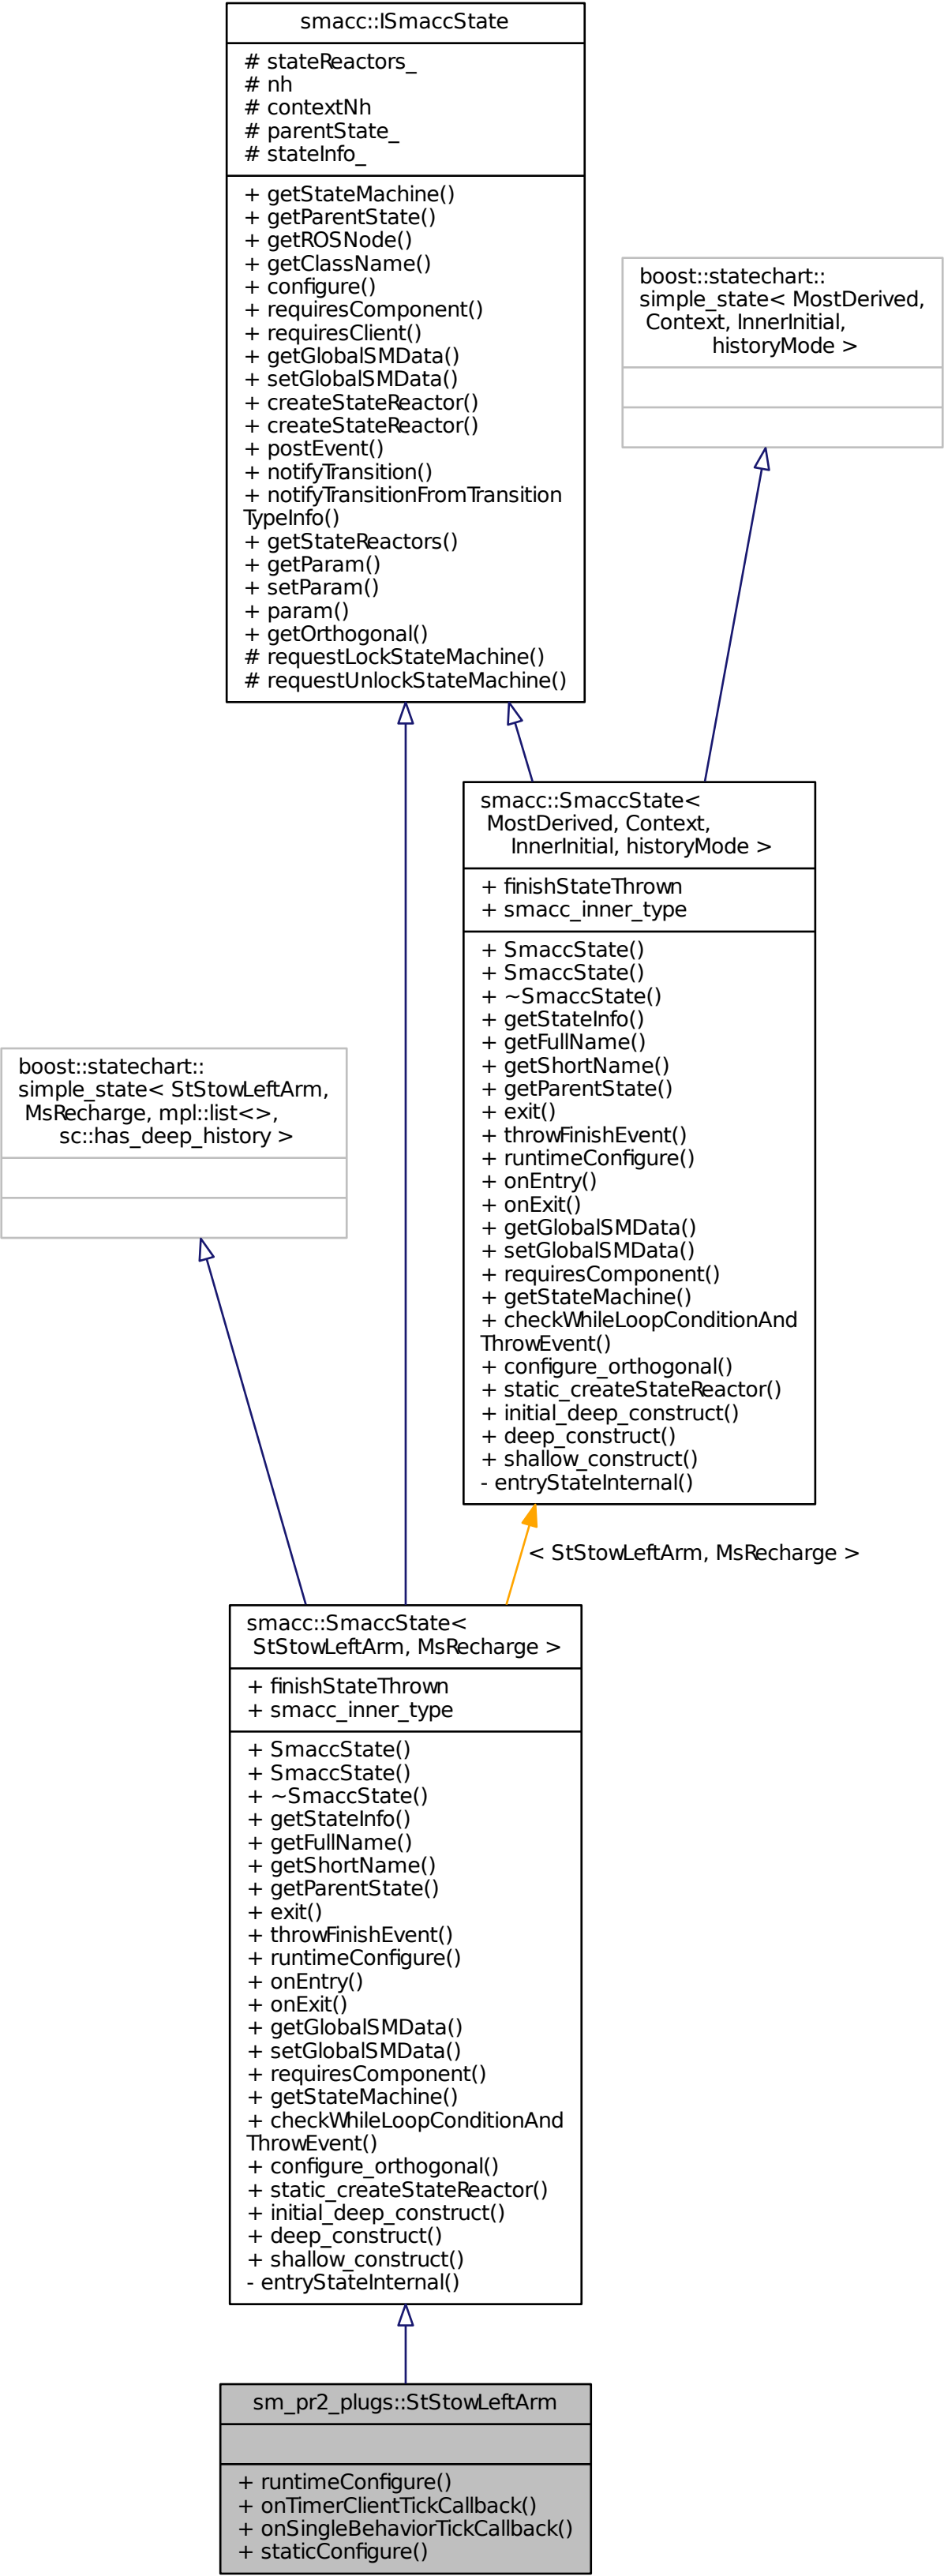 smacc::ISmaccState
# stateReactors_
# nh
# contextNh
# parentState_
# stateInfo_
+ getStateMachine()
+ getParentState()
+ getROSNode()
+ getClassName()
+ configure()
+ requiresComponent()
+ requiresClient()
+ getGlobalSMData()
+ setGlobalSMData()
+ createStateReactor()
+ createStateReactor()
+ postEvent()
+ notifyTransition()
+ notifyTransitionFromTransition
TypeInfo()
+ getStateReactors()
+ getParam()
+ setParam()
+ param()
+ getOrthogonal()
# requestLockStateMachine()
# requestUnlockStateMachine()
boost::statechart::
simple_state< MostDerived,
Context, InnerInitial,
historyMode >
smacc::SmaccState<
MostDerived, Context,
InnerInitial, historyMode >
+ finishStateThrown
+ smacc_inner_type
+ SmaccState()
+ SmaccState()
+ ~SmaccState()
+ getStateInfo()
+ getFullName()
+ getShortName()
+ getParentState()
+ exit()
+ throwFinishEvent()
+ runtimeConfigure()
+ onEntry()
+ onExit()
+ getGlobalSMData()
+ setGlobalSMData()
+ requiresComponent()
+ getStateMachine()
+ checkWhileLoopConditionAnd
ThrowEvent()
+ configure_orthogonal()
+ static_createStateReactor()
+ initial_deep_construct()
+ deep_construct()
+ shallow_construct()
- entryStateInternal()
boost::statechart::
simple_state< StStowLeftArm,
MsRecharge, mpl::list<>,
sc::has_deep_history >
< StStowLeftArm, MsRecharge >
smacc::SmaccState<
StStowLeftArm, MsRecharge >
+ finishStateThrown
+ smacc_inner_type
+ SmaccState()
+ SmaccState()
+ ~SmaccState()
+ getStateInfo()
+ getFullName()
+ getShortName()
+ getParentState()
+ exit()
+ throwFinishEvent()
+ runtimeConfigure()
+ onEntry()
+ onExit()
+ getGlobalSMData()
+ setGlobalSMData()
+ requiresComponent()
+ getStateMachine()
+ checkWhileLoopConditionAnd
ThrowEvent()
+ configure_orthogonal()
+ static_createStateReactor()
+ initial_deep_construct()
+ deep_construct()
+ shallow_construct()
- entryStateInternal()
sm_pr2_plugs::StStowLeftArm
+ runtimeConfigure()
+ onTimerClientTickCallback()
+ onSingleBehaviorTickCallback()
+ staticConfigure()